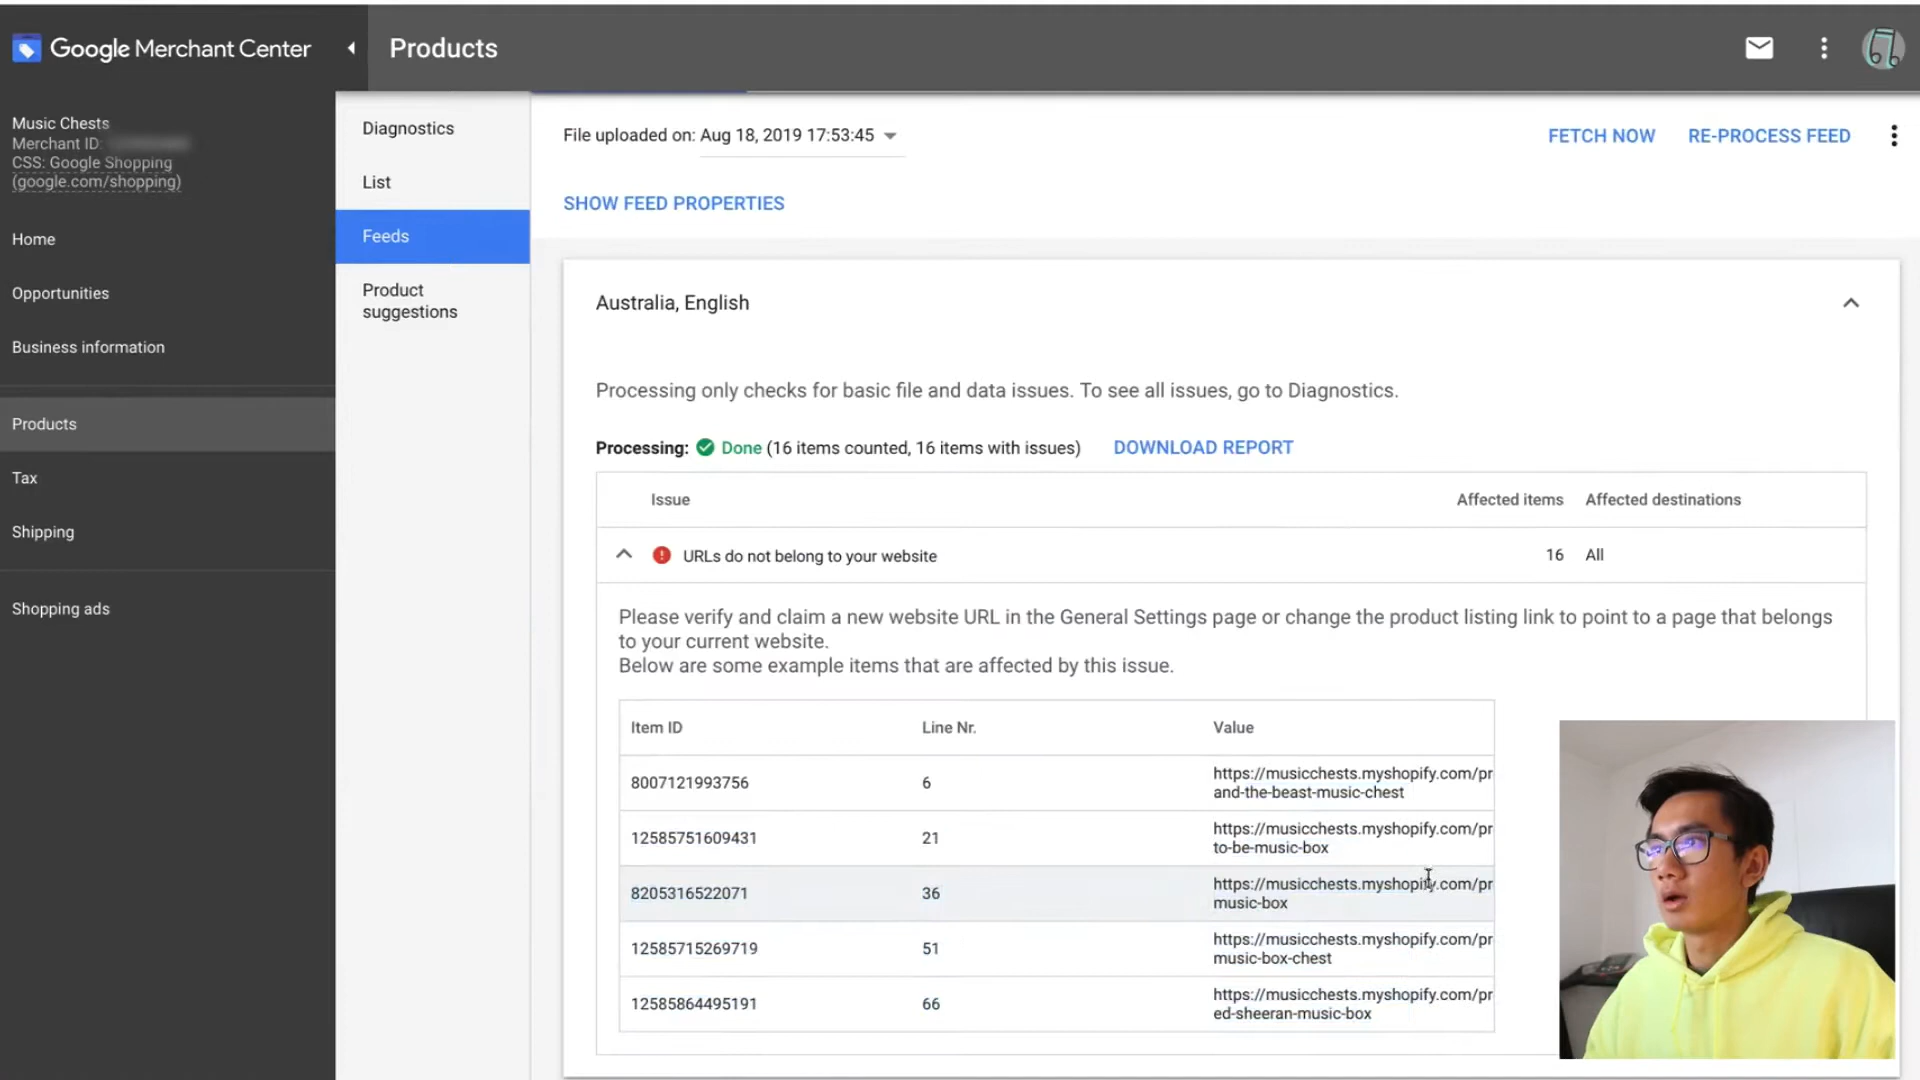 Google Merchant Center
Products
Music Chests
Merchant ID:
CSS: Google Shopping
(google.com/shopping)
Home
Opportunities
Business information
Products
Tax
Shipping
Shopping ads
Diagnostics
List
Feeds
Product
suggestions
File uploaded on: Aug 18, 2019 17:53:45
FETCH NOW
RE-PROCESS FEED
SHOW FEED PROPERTIES
Australia, English
Processing only checks for basic file and data issues. To see all issues, go to Diagnostics.
Processing: Done (16 items counted, 16 items with issues) DOWNLOAD REPORT
Issue Affected items Affected destinations
URLs do not belong to your website 16 All
Please verify and claim a new website URL in the General Settings page or change the product listing link to point to a page that belongs
to your current website.
Below are some example items that are affected by this issue.
Item ID Line Nr. Value
8007121993756 6 https://musicchests.myshopify.com/pr
and-the-beast-music-chest
12585751609431 21 https://musicchests.myshopify.com/pr
to-be-music-box
8205316522071 36 https://musicchests.myshopify.com/pr
music-box
12585715269719 51 https://musicchests.myshopify.com/pr
music-box-chest
12585864495191 66 https://musicchests.myshopify.com/pr
ed-sheeran-music-box